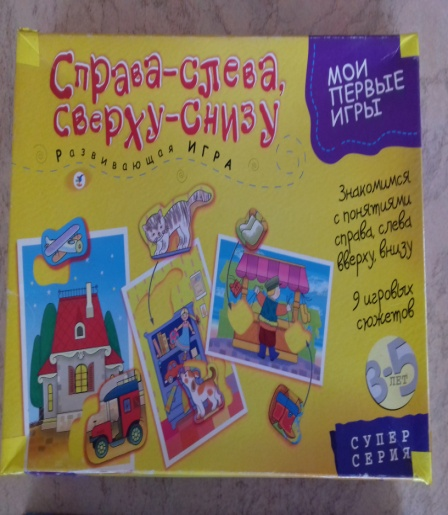 Справа-слева,
сверху-снизу
Развивающая ИГРА
МОИ
ПЕРВЫЕ
ИГРЫ
Знакомимся
с понятиями
справа, слева
вверху, внизу
9 игровых
сюжетов
3-5
ЛЕТ
СУПЕР
СЕРИЯ